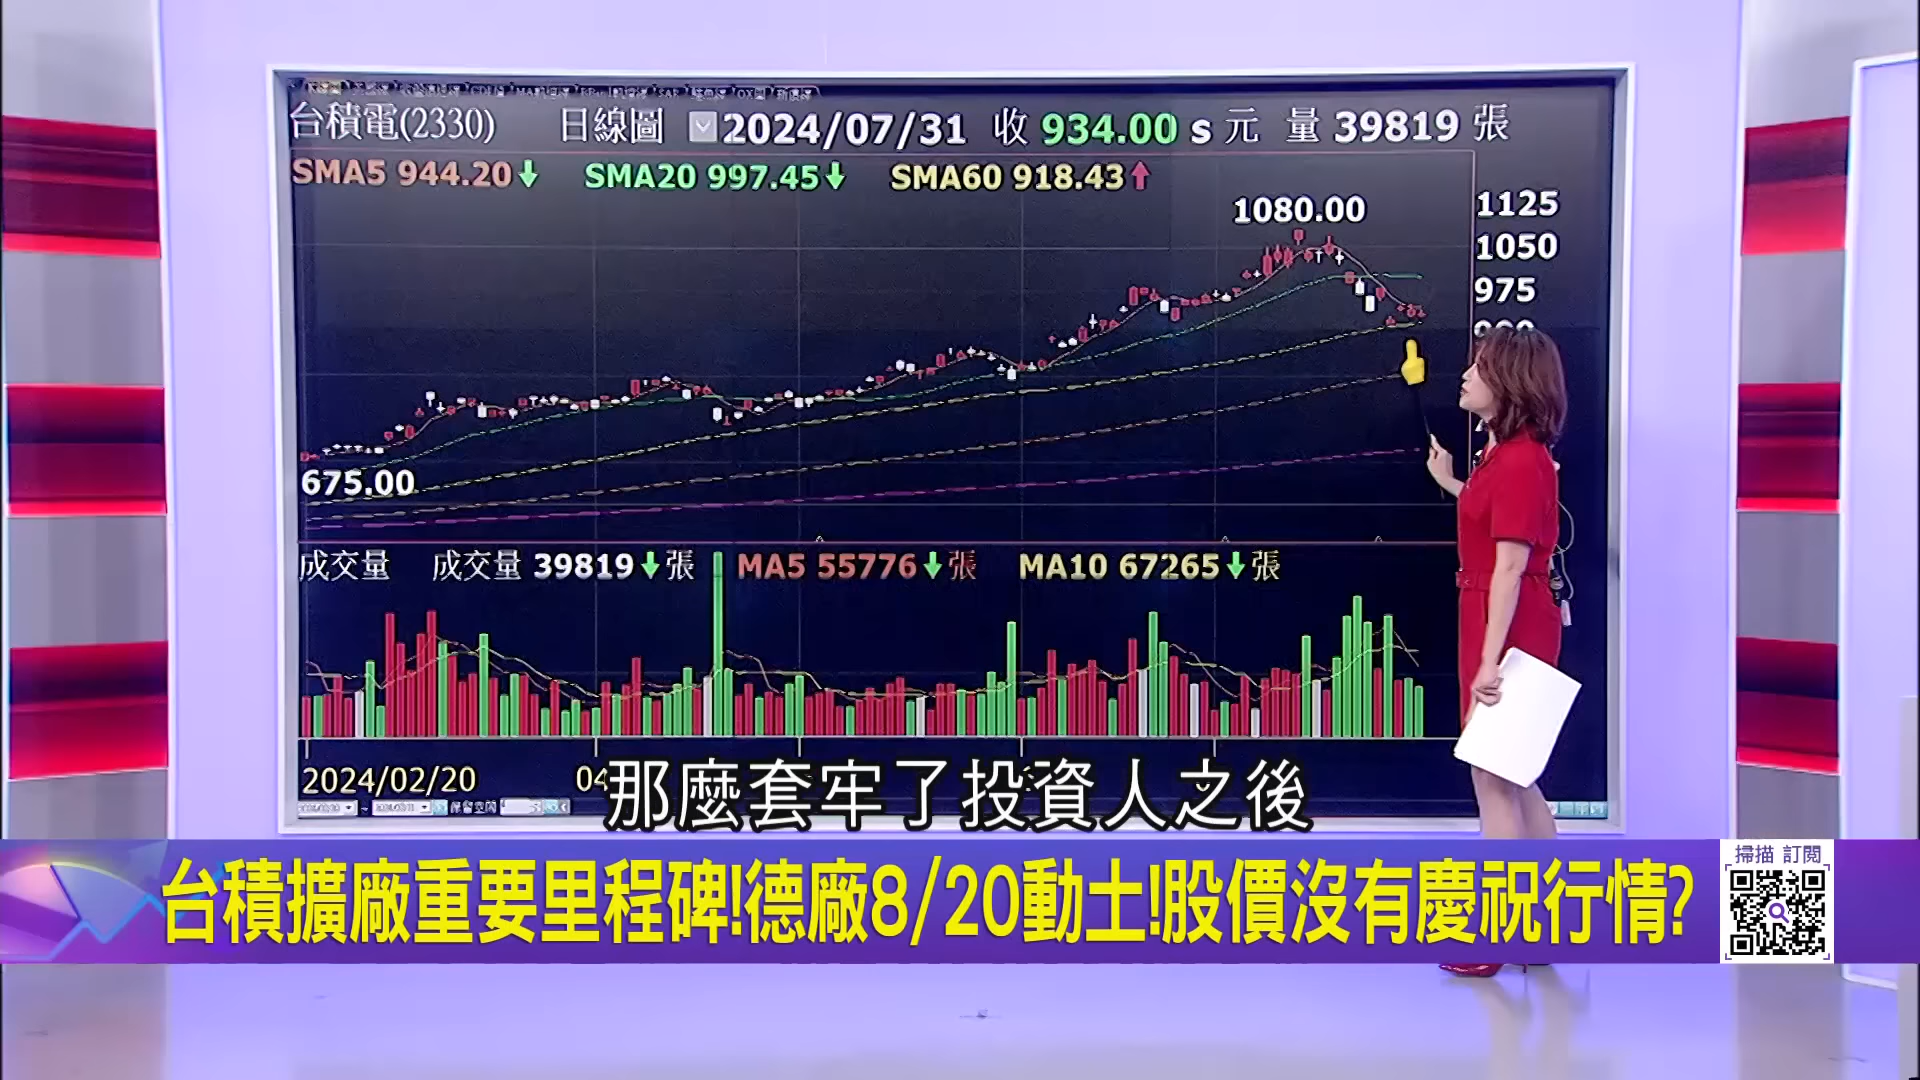 台積電(2330) 日線圖 2024/07/31 收 934.00 s 元 量 39819 張
SMA5 944.20↓ SMA20 997.45↓ SMA60 918.43↑
1080.00
1125
1050
975
675.00
成交量 成交量 39819↓張 MA5 55776↓張 MA10 67265↓張
2024/02/20 04
那麼套牢了投資人之後
台積擴廠重要里程碑!德廠8/20動土!股價沒有慶祝行情?
掃描 訂閱